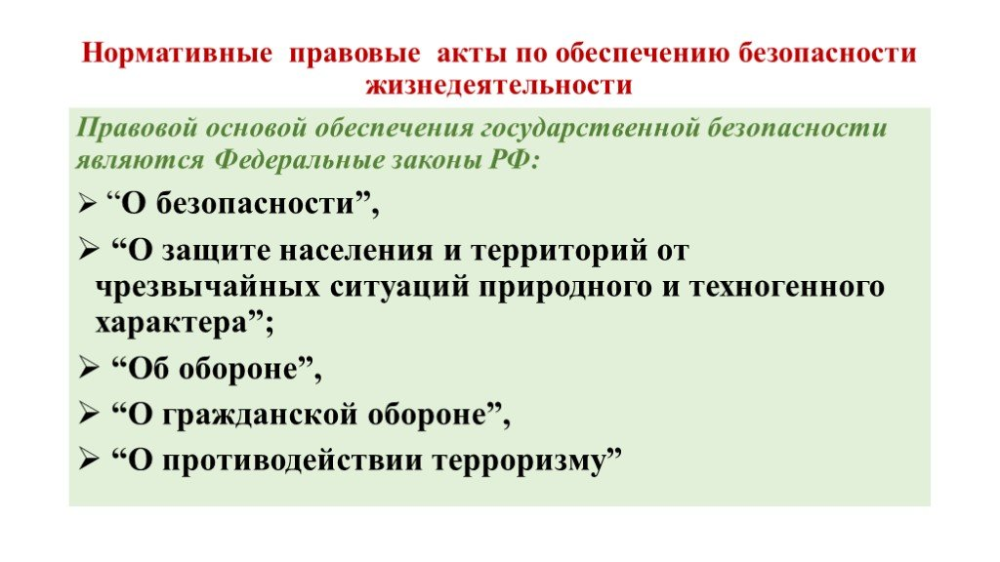 Нормативные правовые акты по обеспечению безопасности
жизнедеятельности
Правовой основой обеспечения государственной безопасности
являются Федеральные законы РФ:
➢ “О безопасности”,
➢ “О защите населения и территорий от
чрезвычайных ситуаций природного и техногенного
характера”;
➢ “Об обороне”,
➢ “О гражданской обороне”,
➢ “О противодействии терроризму”